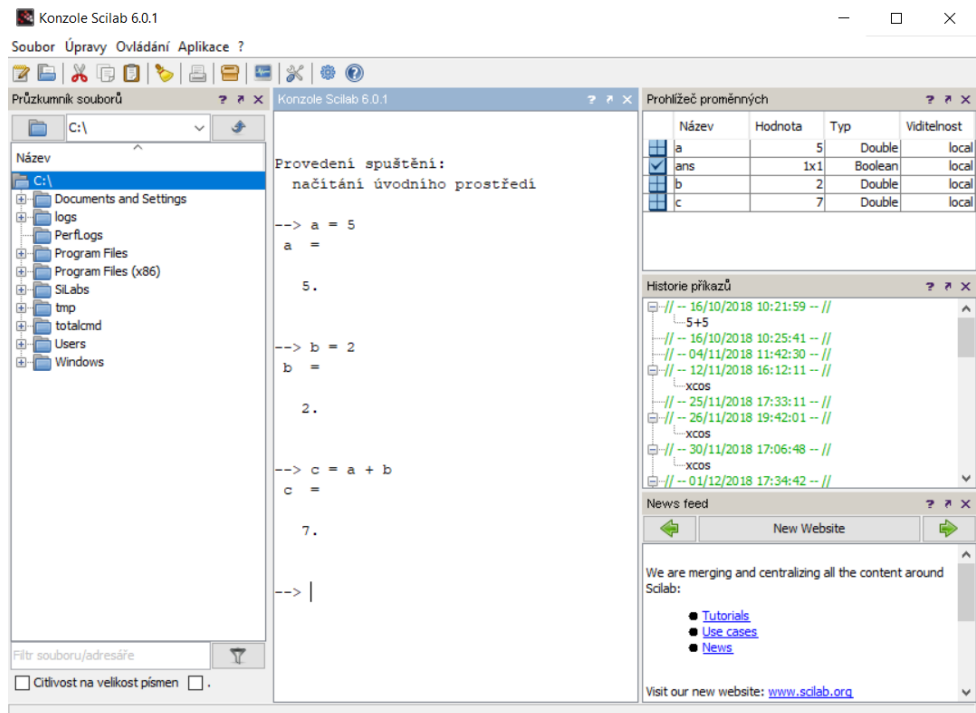 Konzole Scilab 6.0.1
Soubor Úpravy Ovládání Aplikace ?
Průzkumník souborů
C:\
Název
C:\
Documents and Settings
logs
PerfLogs
Program Files
Program Files (x86)
SiLabs
tmp
totalcmd
Users
Windows
Filtr souboru/adresáře
Citlivost na velikost písmen .
Konzole Scilab 6.0.1
Provedení spuštění:
načítání úvodního prostředí
--> a = 5
a =
5.
--> b = 2
b =
2.
--> c = a + b
c =
7.
-->
Prohlížeč proměnných
Název Hodnota Typ Viditelnost
a 5 Double local
ans 1x1 Boolean local
b 2 Double local
c 7 Double local
Historie příkazů
// -- 16/10/2018 10:21:59 -- //
5+5
// -- 16/10/2018 10:25:41 -- //
// -- 04/11/2018 11:42:30 -- //
// -- 12/11/2018 16:12:11 -- //
xcos
// -- 25/11/2018 17:33:11 -- //
// -- 26/11/2018 19:42:01 -- //
xcos
// -- 30/11/2018 17:06:48 -- //
xcos
// -- 01/12/2018 17:34:42 -- //
News feed
New Website
We are merging and centralizing all the content around
Scilab:
Tutorials
Use cases
News
Visit our new website: www.scilab.org